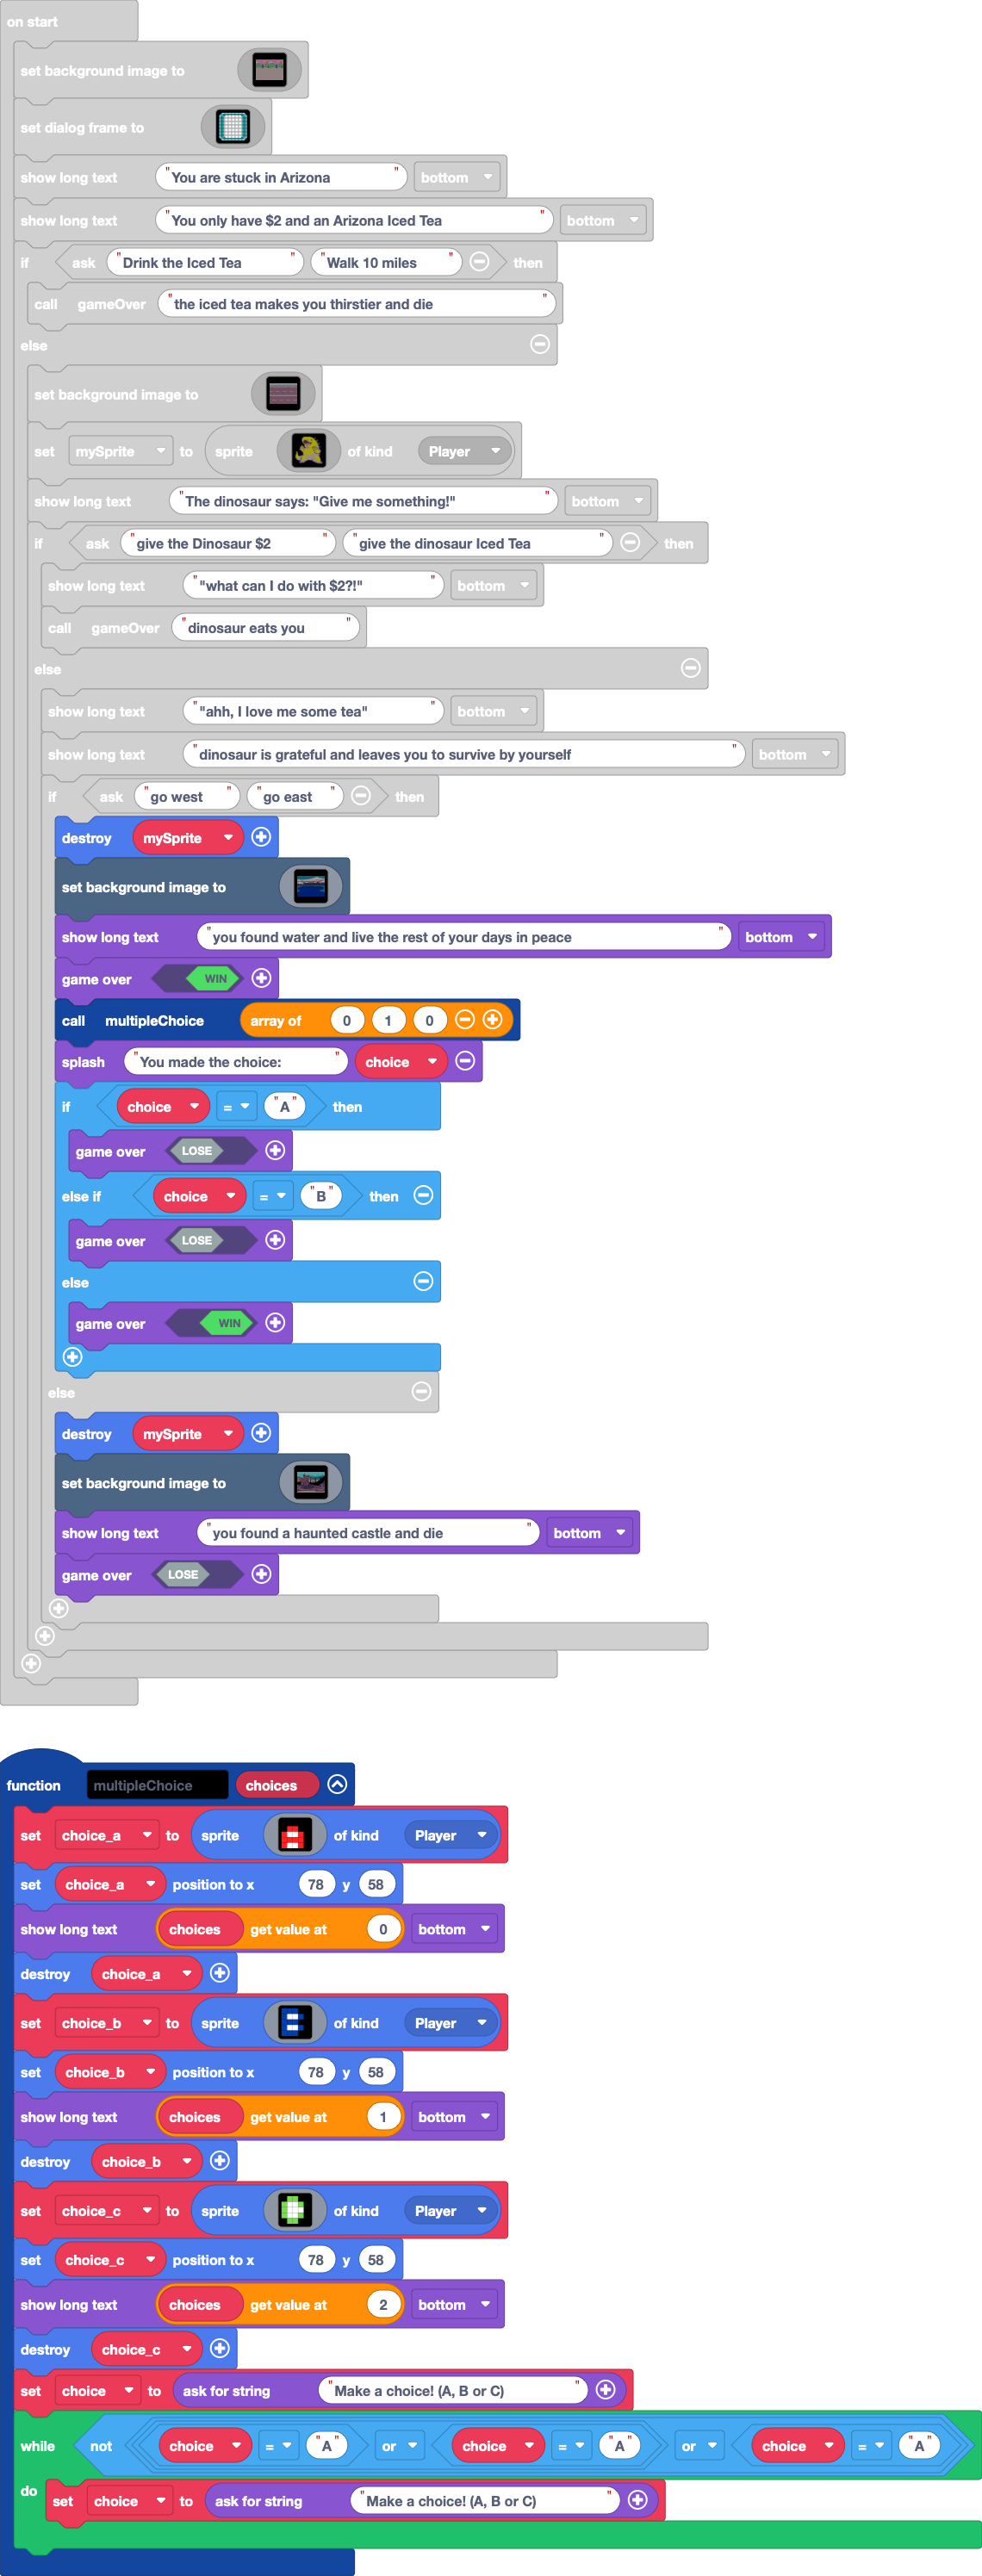 on start
set background image to
set dialog frame to
show long text "You are stuck in Arizona" bottom
show long text "You only have $2 and an Arizona Iced Tea" bottom
if ask "Drink the Iced Tea" "Walk 10 miles" then
call gameOver "the iced tea makes you thirstier and die"
else
set background image to
set mySprite to sprite of kind Player
show long text "The dinosaur says: "Give me something!"" bottom
if ask "give the Dinosaur $2" "give the dinosaur Iced Tea" then
show long text ""what can I do with $2?!"" bottom
call gameOver "dinosaur eats you"
else
show long text ""ahh, I love me some tea"" bottom
show long text "dinosaur is grateful and leaves you to survive by yourself" bottom
if ask "go west" "go east" then
destroy mySprite
set background image to
show long text "you found water and live the rest of your days in peace" bottom
game over WIN
call multipleChoice array of 0 1 0
splash "You made the choice:" choice
if choice = "A" then
game over LOSE
else if choice = "B" then
game over LOSE
else
game over WIN
else
destroy mySprite
set background image to
show long text "you found a haunted castle and die" bottom
game over LOSE
function multipleChoice choices
set choice_a to sprite of kind Player
set choice_a position to x 78 y 58
show long text choices get value at 0 bottom
destroy choice_a
set choice_b to sprite of kind Player
set choice_b position to x 78 y 58
show long text choices get value at 1 bottom
destroy choice_b
set choice_c to sprite of kind Player
set choice_c position to x 78 y 58
show long text choices get value at 2 bottom
destroy choice_c
set choice to ask for string "Make a choice! (A, B or C)"
while not choice = "A" or choice = "A" or choice = "A"
do set choice to ask for string "Make a choice! (A, B or C)"